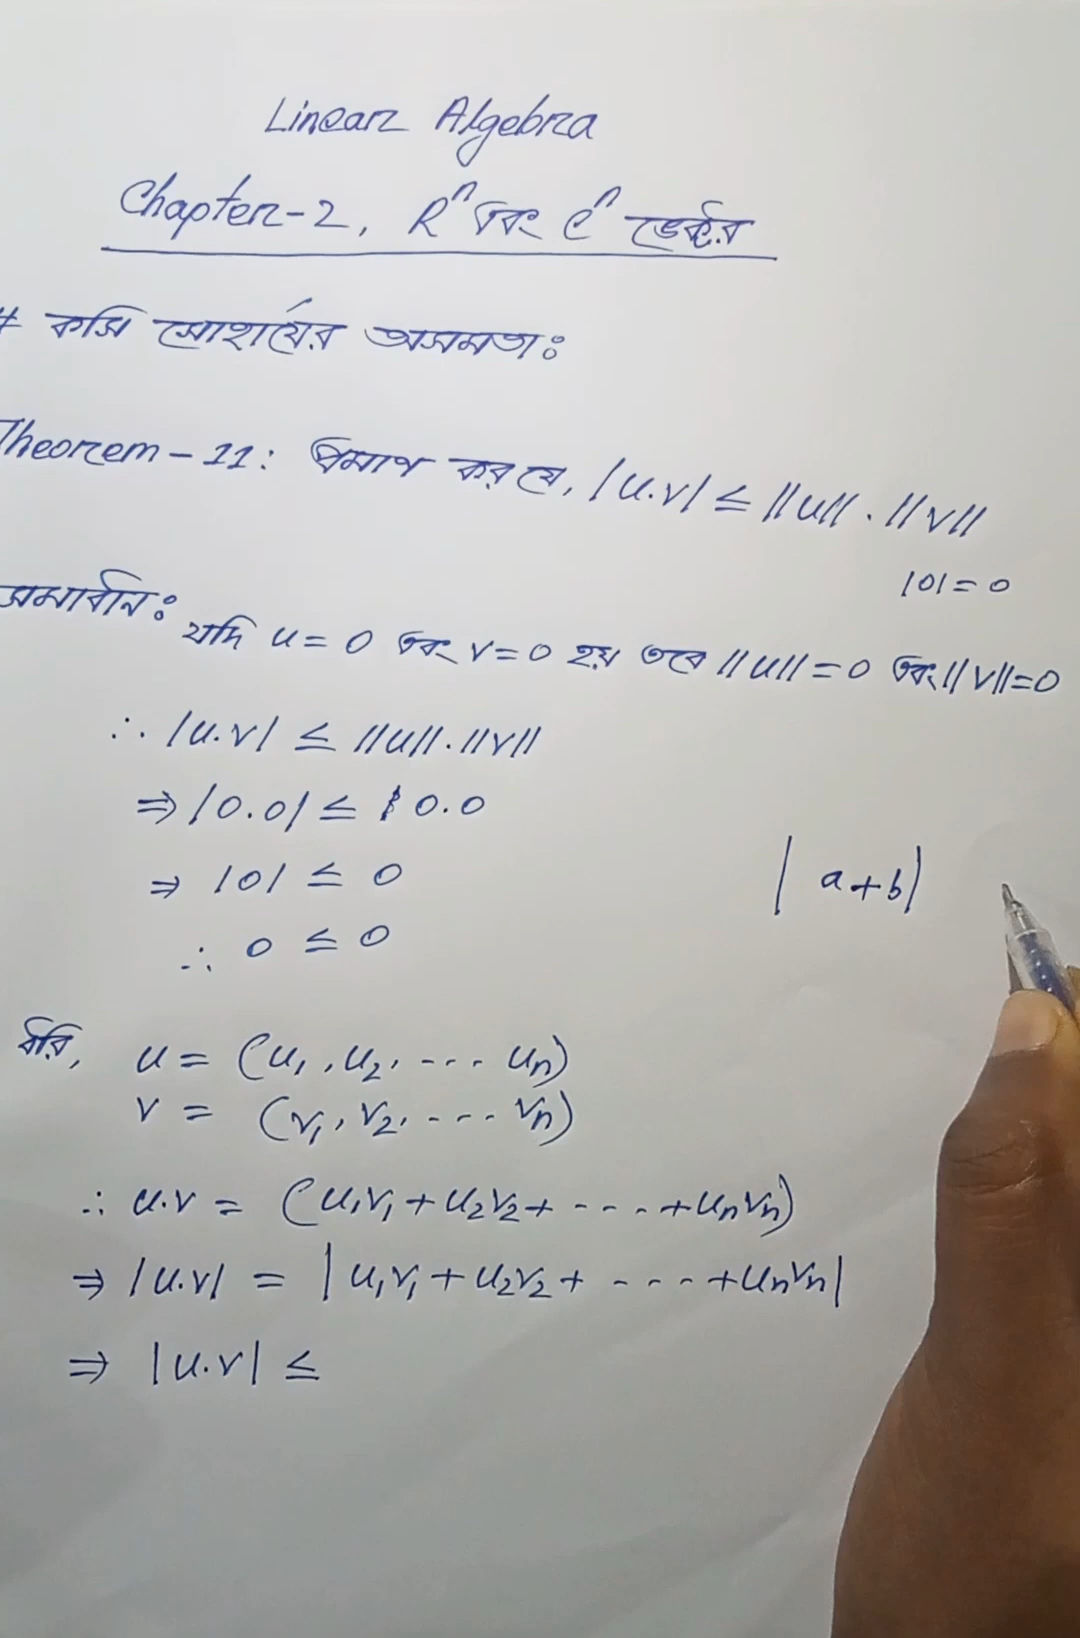 Linear Algebra
Chapter-2, Rⁿ এবং Cⁿ ভেক্টর
# কসি সোহার্যের অসমতাঃ
Theorem-11: প্রমাণ কর যে, |u.v| ≤ ||u|| . ||v||
|0| = 0
সমাধানঃ
যদি u = 0 এবং v = 0 হয় তবে ||u|| = 0 এবং ||v|| = 0
∴ |u.v| ≤ ||u|| . ||v||
⇒ |0.0| ≤ 0.0
⇒ |0| ≤ 0
∴ 0 ≤ 0
|a+b|
ধরি, u = (u₁, u₂, ---- uₙ)
v = (v₁, v₂, ---- vₙ)
∴ u.v = (u₁v₁ + u₂v₂ + ---- + uₙvₙ)
⇒ |u.v| = |u₁v₁ + u₂v₂ + ---- + uₙvₙ|
⇒ |u.v| ≤